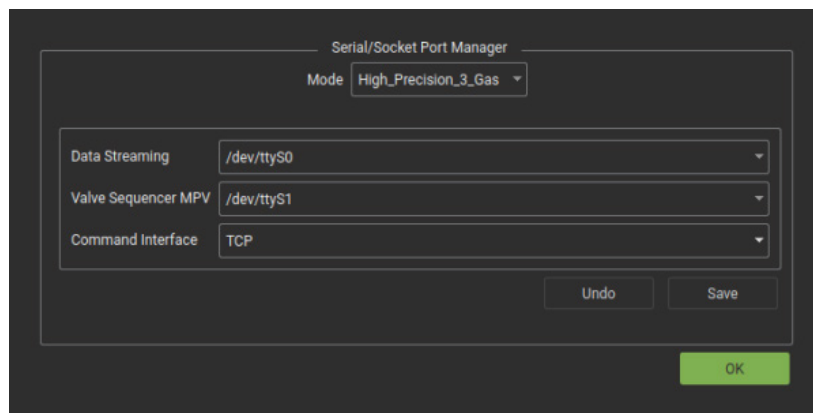 Serial/Socket Port Manager
Mode High_Precision_3_Gas
Data Streaming /dev/ttyS0
Valve Sequencer MPV /dev/ttyS1
Command Interface TCP
Undo Save
OK